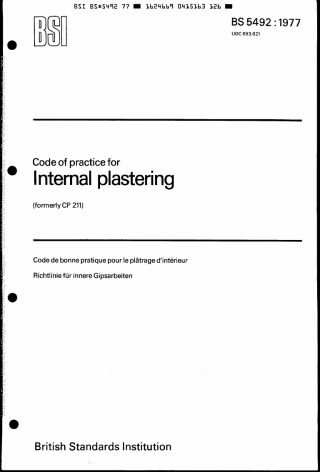 BSI BS*5492 77 ■ 1624669 0415163 126 ■
BSI
BS 5492 : 1977
UDC 693.621
Code of practice for
Internal plastering
(formerly CP 211)
Code de bonne pratique pour le plâtrage d'intérieur
Richtlinie für innere Gipsarbeiten
British Standards Institution